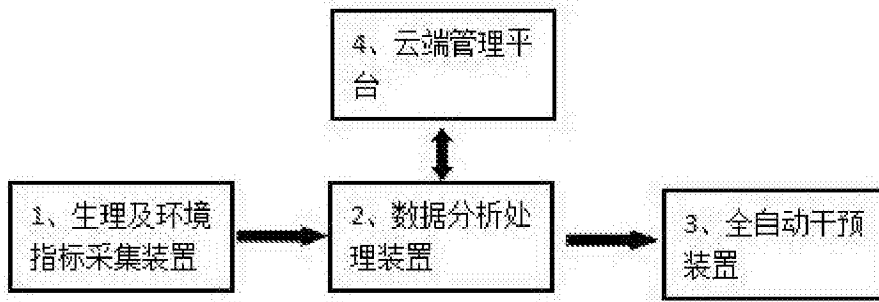 4、云端管理平
台
1、生理及环境
指标采集装置
2、数据分析处
理装置
3、全自动干预
装置